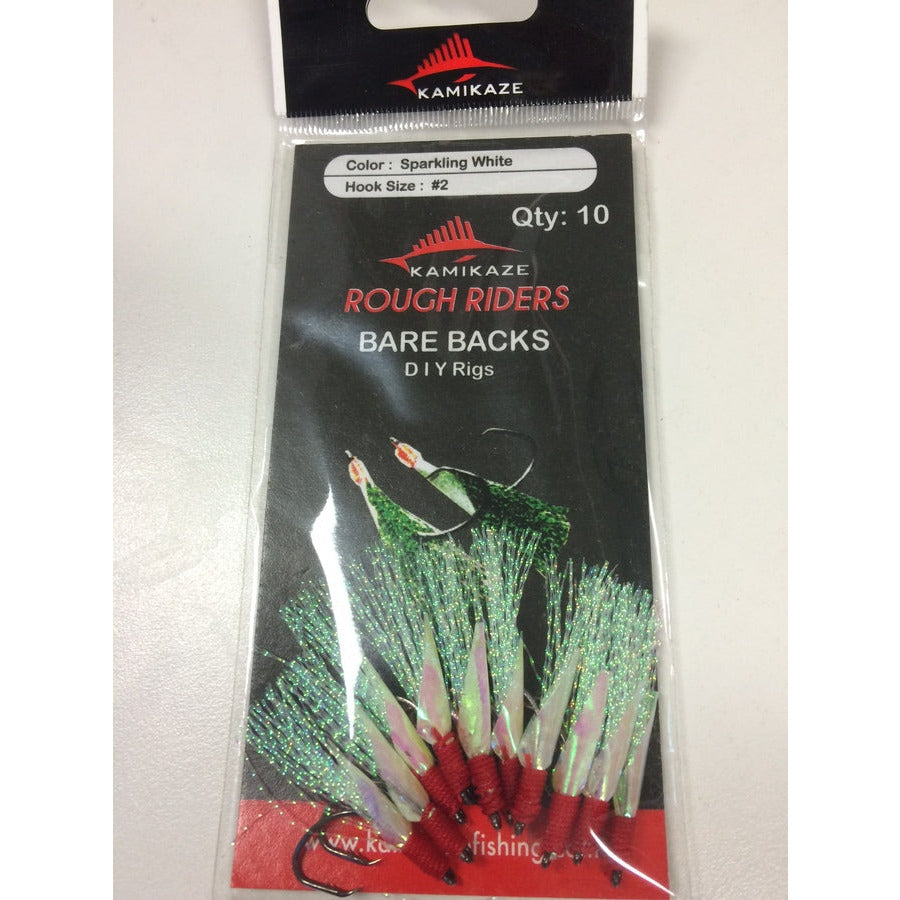 KAMIKAZE
Color : Sparkling White
Hook Size : #2
Qty: 10
KAMIKAZE
ROUGH RIDERS
BARE BACKS
D I Y Rigs